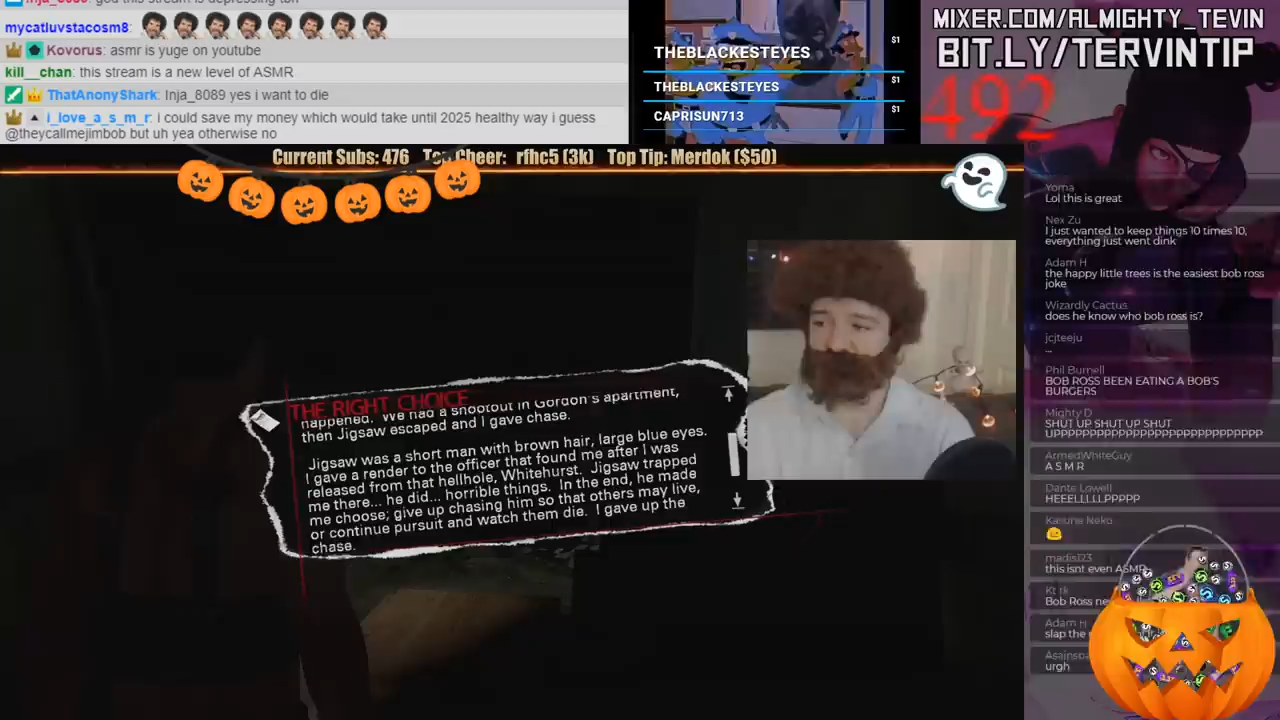 mycatluvstacosm8:
Kovorus: asmr is yuge on youtube
kill__chan: this stream is a new level of ASMR
ThatAnonyShark: Inja_8089 yes i want to die
i_love_a_s_m_r: i could save my money which would take until 2025 healthy way i guess
@theycallmejimbob but uh yea otherwise no
THEBLACKESTEYES $1
THEBLACKESTEYES $1
CAPRISUN713 $1
MIXER.COM/ALMIGHTY_TEVIN
BIT.LY/TERVINTIP
492
Current Subs: 476 Top Cheer: rfhc5 (3k) Top Tip: Merdok ($50)
THE RIGHT CHOICE
happened. We had a shootout in Gordon's apartment,
then Jigsaw escaped and I gave chase.
Jigsaw was a short man with brown hair, large blue eyes.
I gave a render to the officer that found me after I was
released from that hellhole, Whitehurst. Jigsaw trapped
me there... he did... horrible things. In the end, he made
me choose; give up chasing him so that others may live,
or continue pursuit and watch them die. I gave up the
chase.
Yoma
Lol this is great
Nex Zu
I just wanted to keep things 10 times 10,
everything just went dink
Adam H
the happy little trees is the easiest bob ross
joke
Wizardly Cactus
does he know who bob ross is?
jcjteeju
...
Phil Burnell
BOB ROSS BEEN EATING A BOB'S
BURGERS
Mighty D
SHUT UP SHUT UP SHUT
ArmedWhiteGuy
A S M R
Dante Lowell
HEEELLLLLPPPPP
Kasune Neko
madis123
this isnt even ASMR
Bob Ross
Adam H
slap the
urgh